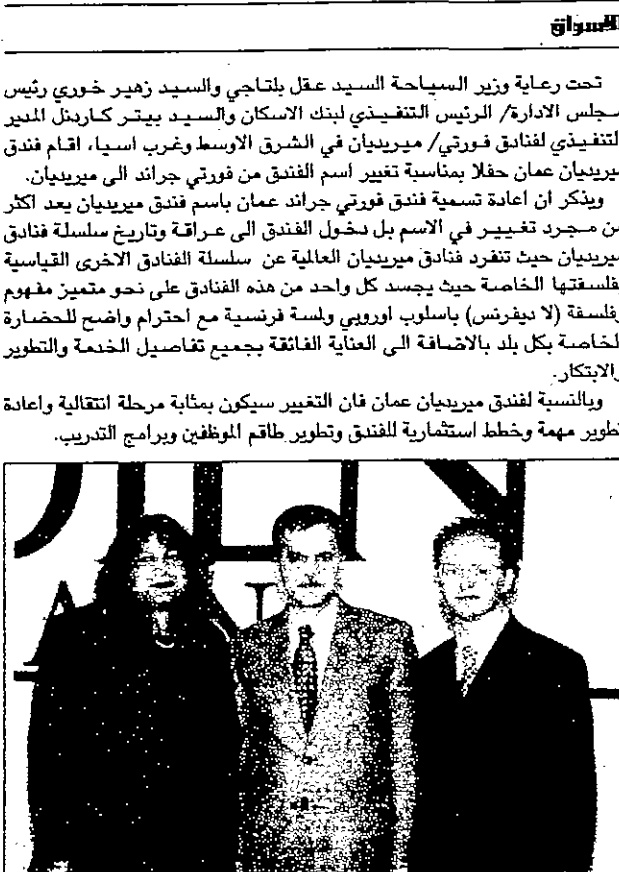 الاسواق
تحت رعاية وزير السياحة السيد عقل بلتاجي والسيد زهير خوري رئيس
مجلس الادارة/ الرئيس التنفيذي لبنك الاسكان والسيد بيتر كاردنل المدير
التنفيذي لفنادق فورتي/ ميريديان في الشرق الاوسط وغرب اسياء اقام فندق
ميريديان عمان حفلا بمناسبة تغيير اسم الفندق من فورتي جراند الى ميريديان.
ويذكر ان اعادة تسمية فندق فورتي جراند عمان باسم فندق ميريديان يعد اكثر
من مجرد تغيير في الاسم بل دخول الفندق الى عراقة وتاريخ سلسلة فنادق
ميريديان حيث تنفرد فنادق ميريديان العالمية عن سلسلة الفنادق الاخرى القياسية
بفلسفتها الخاصة حيث يجسد كل واحد من هذه الفنادق على نحو متميز مفهوم
وفلسفة (لا ديفرنس) باسلوب اوروبي ولسة فرنسية مع احترام واضح للحضارة
الخاصة بكل بلد بالاضافة الى العناية الفائقة بجميع تفاصيل الخدمة والتطوير
والابتكار.
وبالنسبة لفندق ميريديان عمان فان التغيير سيكون بمثابة مرحلة انتقالية واعادة
تطوير مهمة وخطط استثمارية للفندق وتطوير طاقم الموظفين وبرامج التدريب.